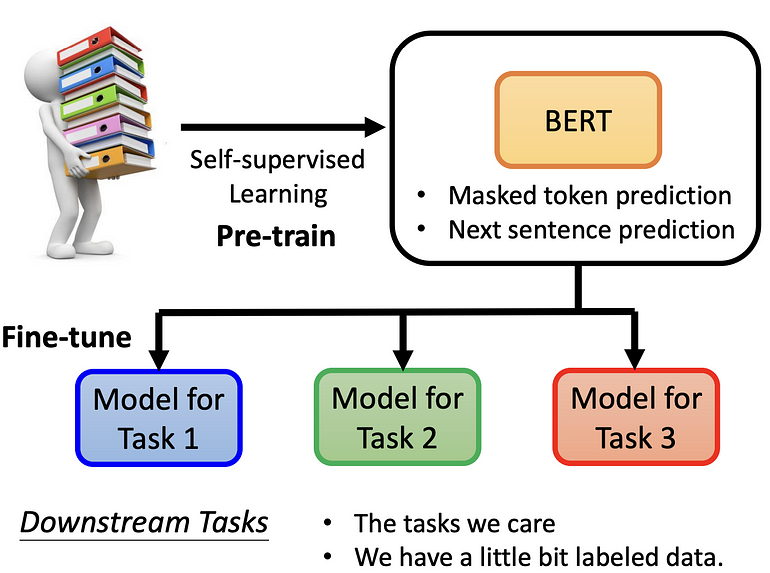 BERT
Self-supervised
Learning
Pre-train
• Masked token prediction
• Next sentence prediction
Fine-tune
Model for
Task 1
Model for
Task 2
Model for
Task 3
Downstream Tasks
• The tasks we care
• We have a little bit labeled data.